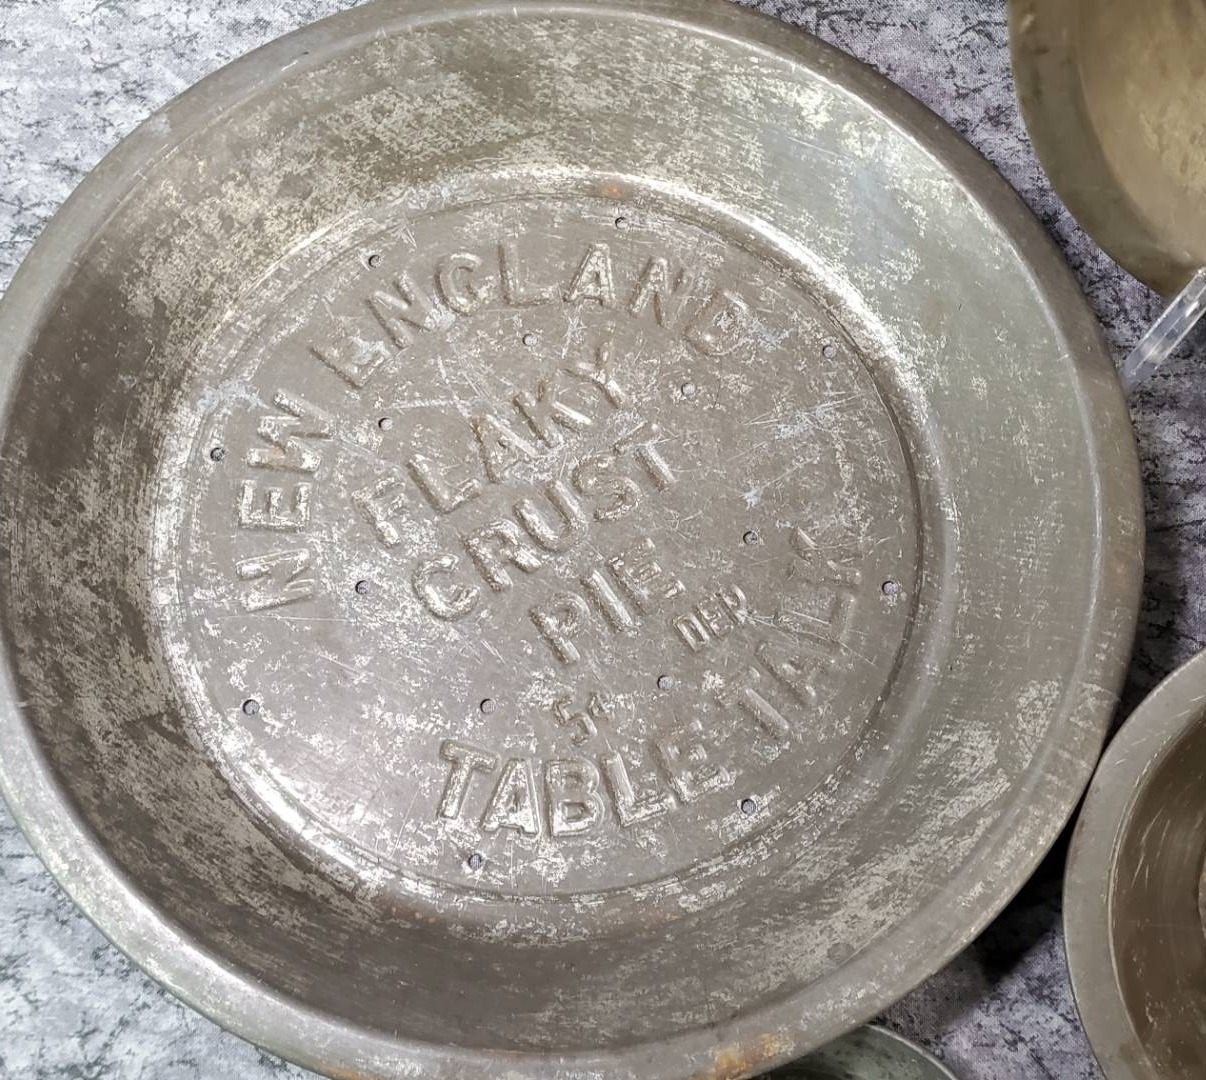 NEW ENGLAND
FLAKY
CRUST
PIE
5¢ DEP
TABLE TALK